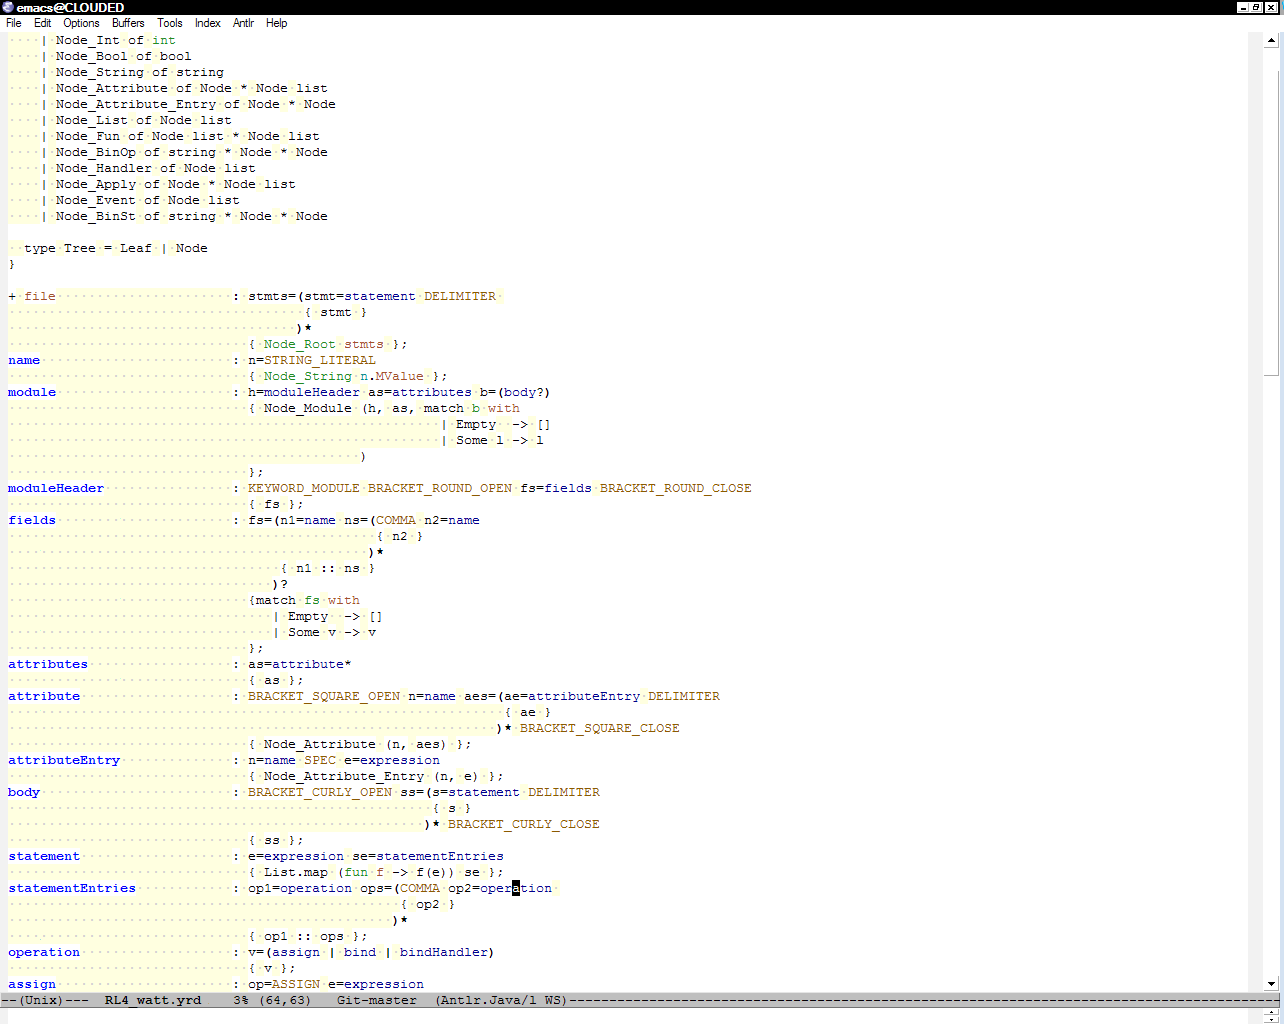 emacs@CLOUDED
File Edit Options Buffers Tools Index Antlr Help
| Node_Int of int
| Node_Bool of bool
| Node_String of string
| Node_Attribute of Node * Node list
| Node_Attribute_Entry of Node * Node
| Node_List of Node list
| Node_Fun of Node list * Node list
| Node_BinOp of string * Node * Node
| Node_Handler of Node list
| Node_Apply of Node * Node list
| Node_Event of Node list
| Node_BinSt of string * Node * Node
type Tree = Leaf | Node
}
+ file : stmts=(stmt=statement DELIMITER
{ stmt }
)*
{ Node_Root stmts };
name : n=STRING_LITERAL
{ Node_String n.MValue };
module : h=moduleHeader as=attributes b=(body?)
{ Node_Module (h, as, match b with
| Empty -> []
| Some l -> l
)
};
moduleHeader : KEYWORD_MODULE BRACKET_ROUND_OPEN fs=fields BRACKET_ROUND_CLOSE
{ fs };
fields : fs=(n1=name ns=(COMMA n2=name
{ n2 }
)*
{ n1 :: ns }
)?
{match fs with
| Empty -> []
| Some v -> v
};
attributes : as=attribute*
{ as };
attribute : BRACKET_SQUARE_OPEN n=name aes=(ae=attributeEntry DELIMITER
{ ae }
)* BRACKET_SQUARE_CLOSE
{ Node_Attribute (n, aes) };
attributeEntry : n=name SPEC e=expression
{ Node_Attribute_Entry (n, e) };
body : BRACKET_CURLY_OPEN ss=(s=statement DELIMITER
{ s }
)* BRACKET_CURLY_CLOSE
{ ss };
statement : e=expression se=statementEntries
{ List.map (fun f -> f(e)) se };
statementEntries : op1=operation ops=(COMMA op2=operation
{ op2 }
)*
{ op1 :: ops };
operation : v=(assign | bind | bindHandler)
{ v };
assign : op=ASSIGN e=expression
--(Unix)--- RL4_watt.yrd 3% (64,63) Git-master (Antlr.Java/l WS)---